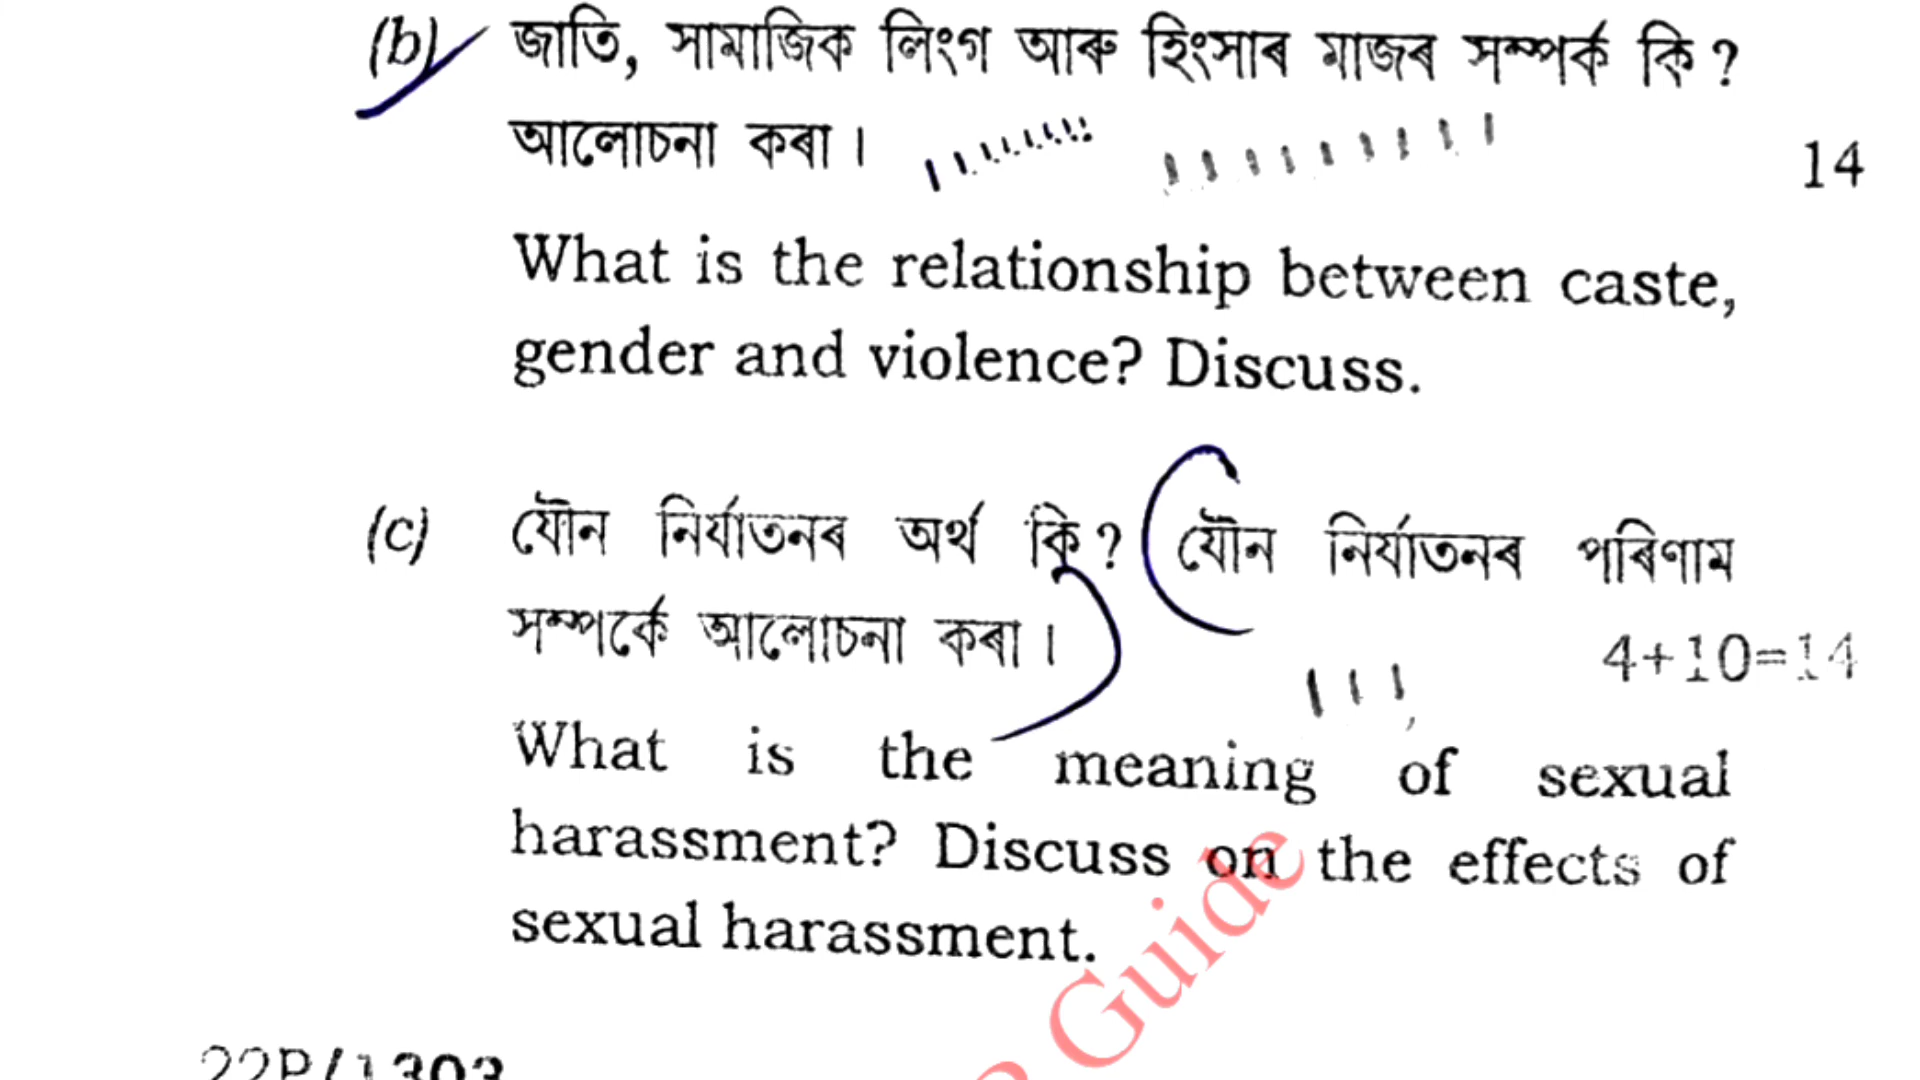 (b) জাতি, সামাজিক লিংগ আৰু হিংসাৰ মাজৰ সম্পৰ্ক কি ?
আলোচনা কৰা ।
14
What is the relationship between caste,
gender and violence? Discuss.
(c) যৌন নিৰ্যাতনৰ অৰ্থ কি ? যৌন নিৰ্যাতনৰ পৰিণাম
সম্পৰ্কে আলোচনা কৰা ।
4+10=14
What is the meaning of sexual
harassment? Discuss on the effects of
sexual harassment.
Guide
22P/1303